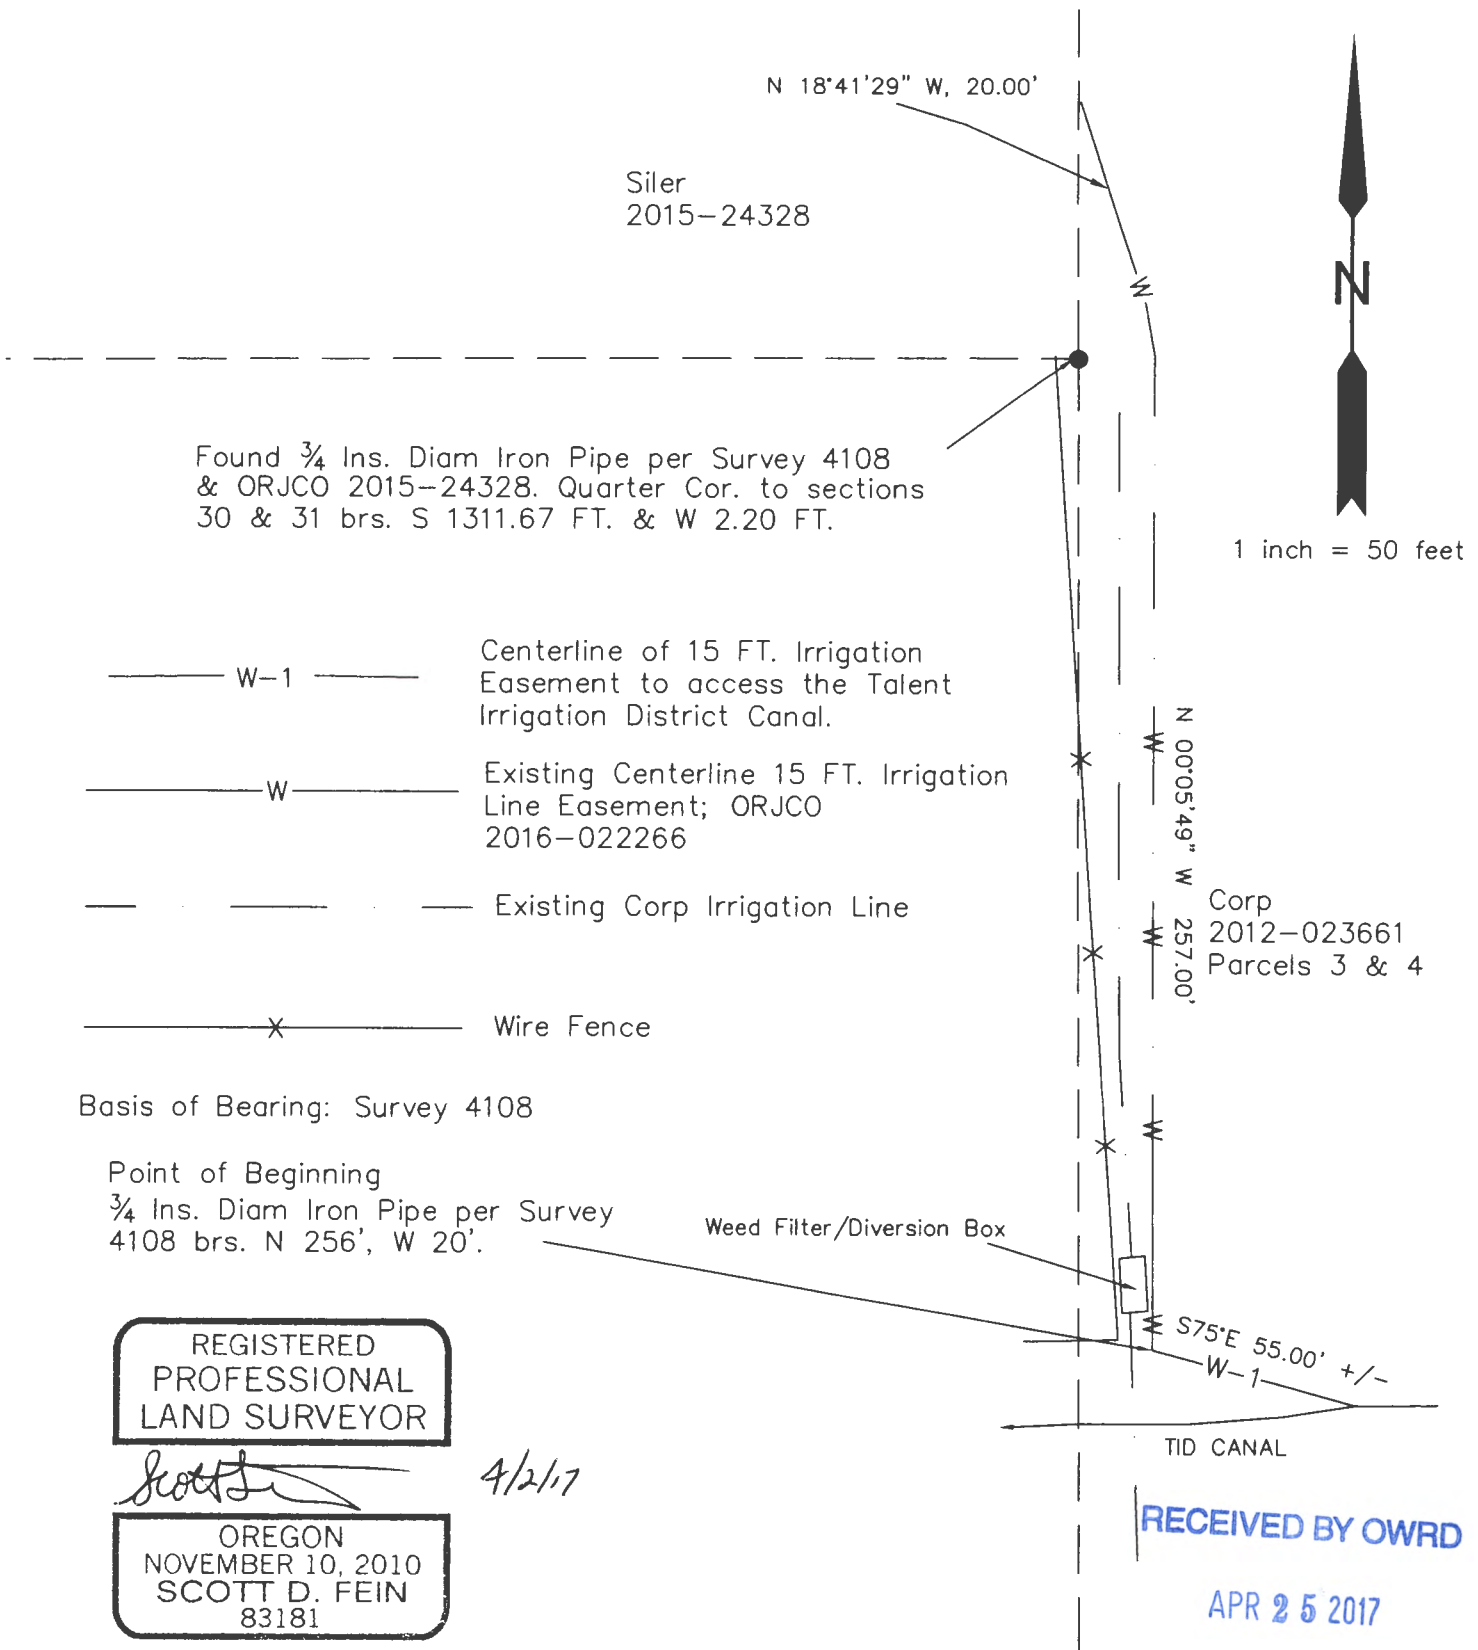 N 18°41'29" W, 20.00'
Siler
2015-24328
N
1 inch = 50 feet
Found ¾ Ins. Diam Iron Pipe per Survey 4108
& ORJCO 2015-24328. Quarter Cor. to sections
30 & 31 brs. S 1311.67 FT. & W 2.20 FT.
W
W-1
Centerline of 15 FT. Irrigation
Easement to access the Talent
Irrigation District Canal.
W
Existing Centerline 15 FT. Irrigation
Line Easement; ORJCO
2016-022266
Existing Corp Irrigation Line
Wire Fence
N 00°05'49" W 257.00'
W
W
W
W
Corp
2012-023661
Parcels 3 & 4
Basis of Bearing: Survey 4108
Point of Beginning
¾ Ins. Diam Iron Pipe per Survey
4108 brs. N 256', W 20'.
Weed Filter/Diversion Box
S75°E 55.00' +/-
W-1
TID CANAL
REGISTERED
PROFESSIONAL
LAND SURVEYOR
4/2/17
OREGON
NOVEMBER 10, 2010
SCOTT D. FEIN
83181
RECEIVED BY OWRD
APR 25 2017